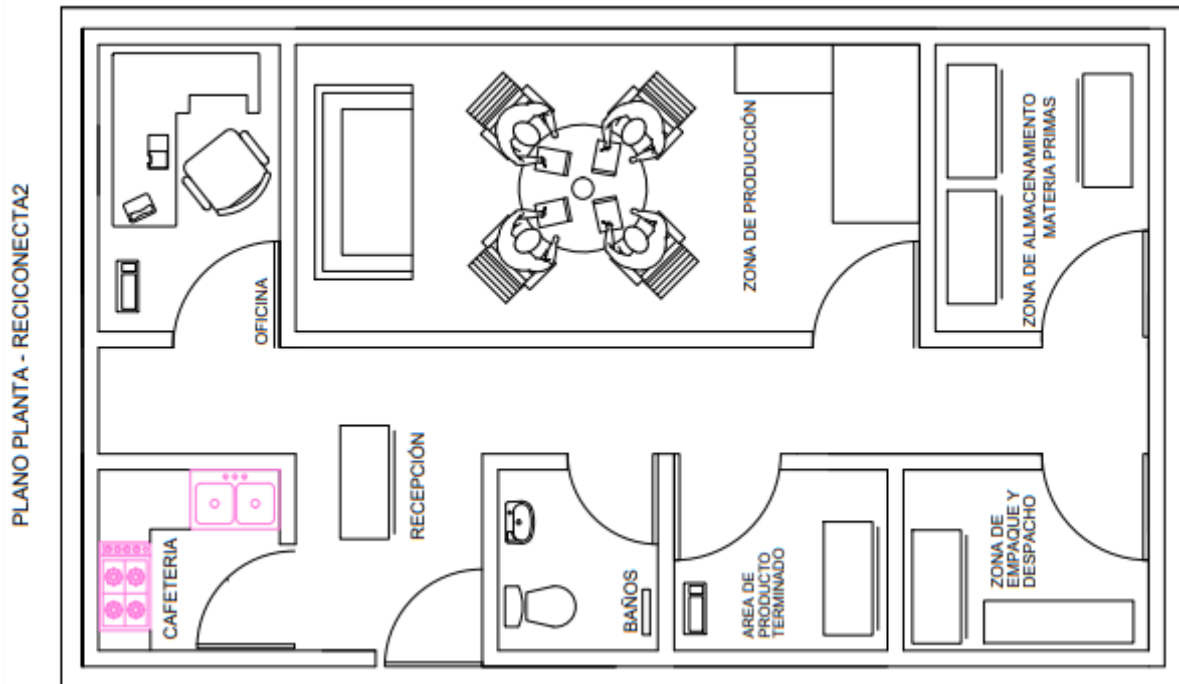 PLANO PLANTA - RECICONECTA2
OFICINA
ZONA DE PRODUCCIÓN
ZONA DE ALMACENAMIENTO
MATERIA PRIMAS
CAFETERIA
RECEPCIÓN
BAÑOS
AREA DE
PRODUCTO
TERMINADO
ZONA DE
EMPAQUE Y
DESPACHO